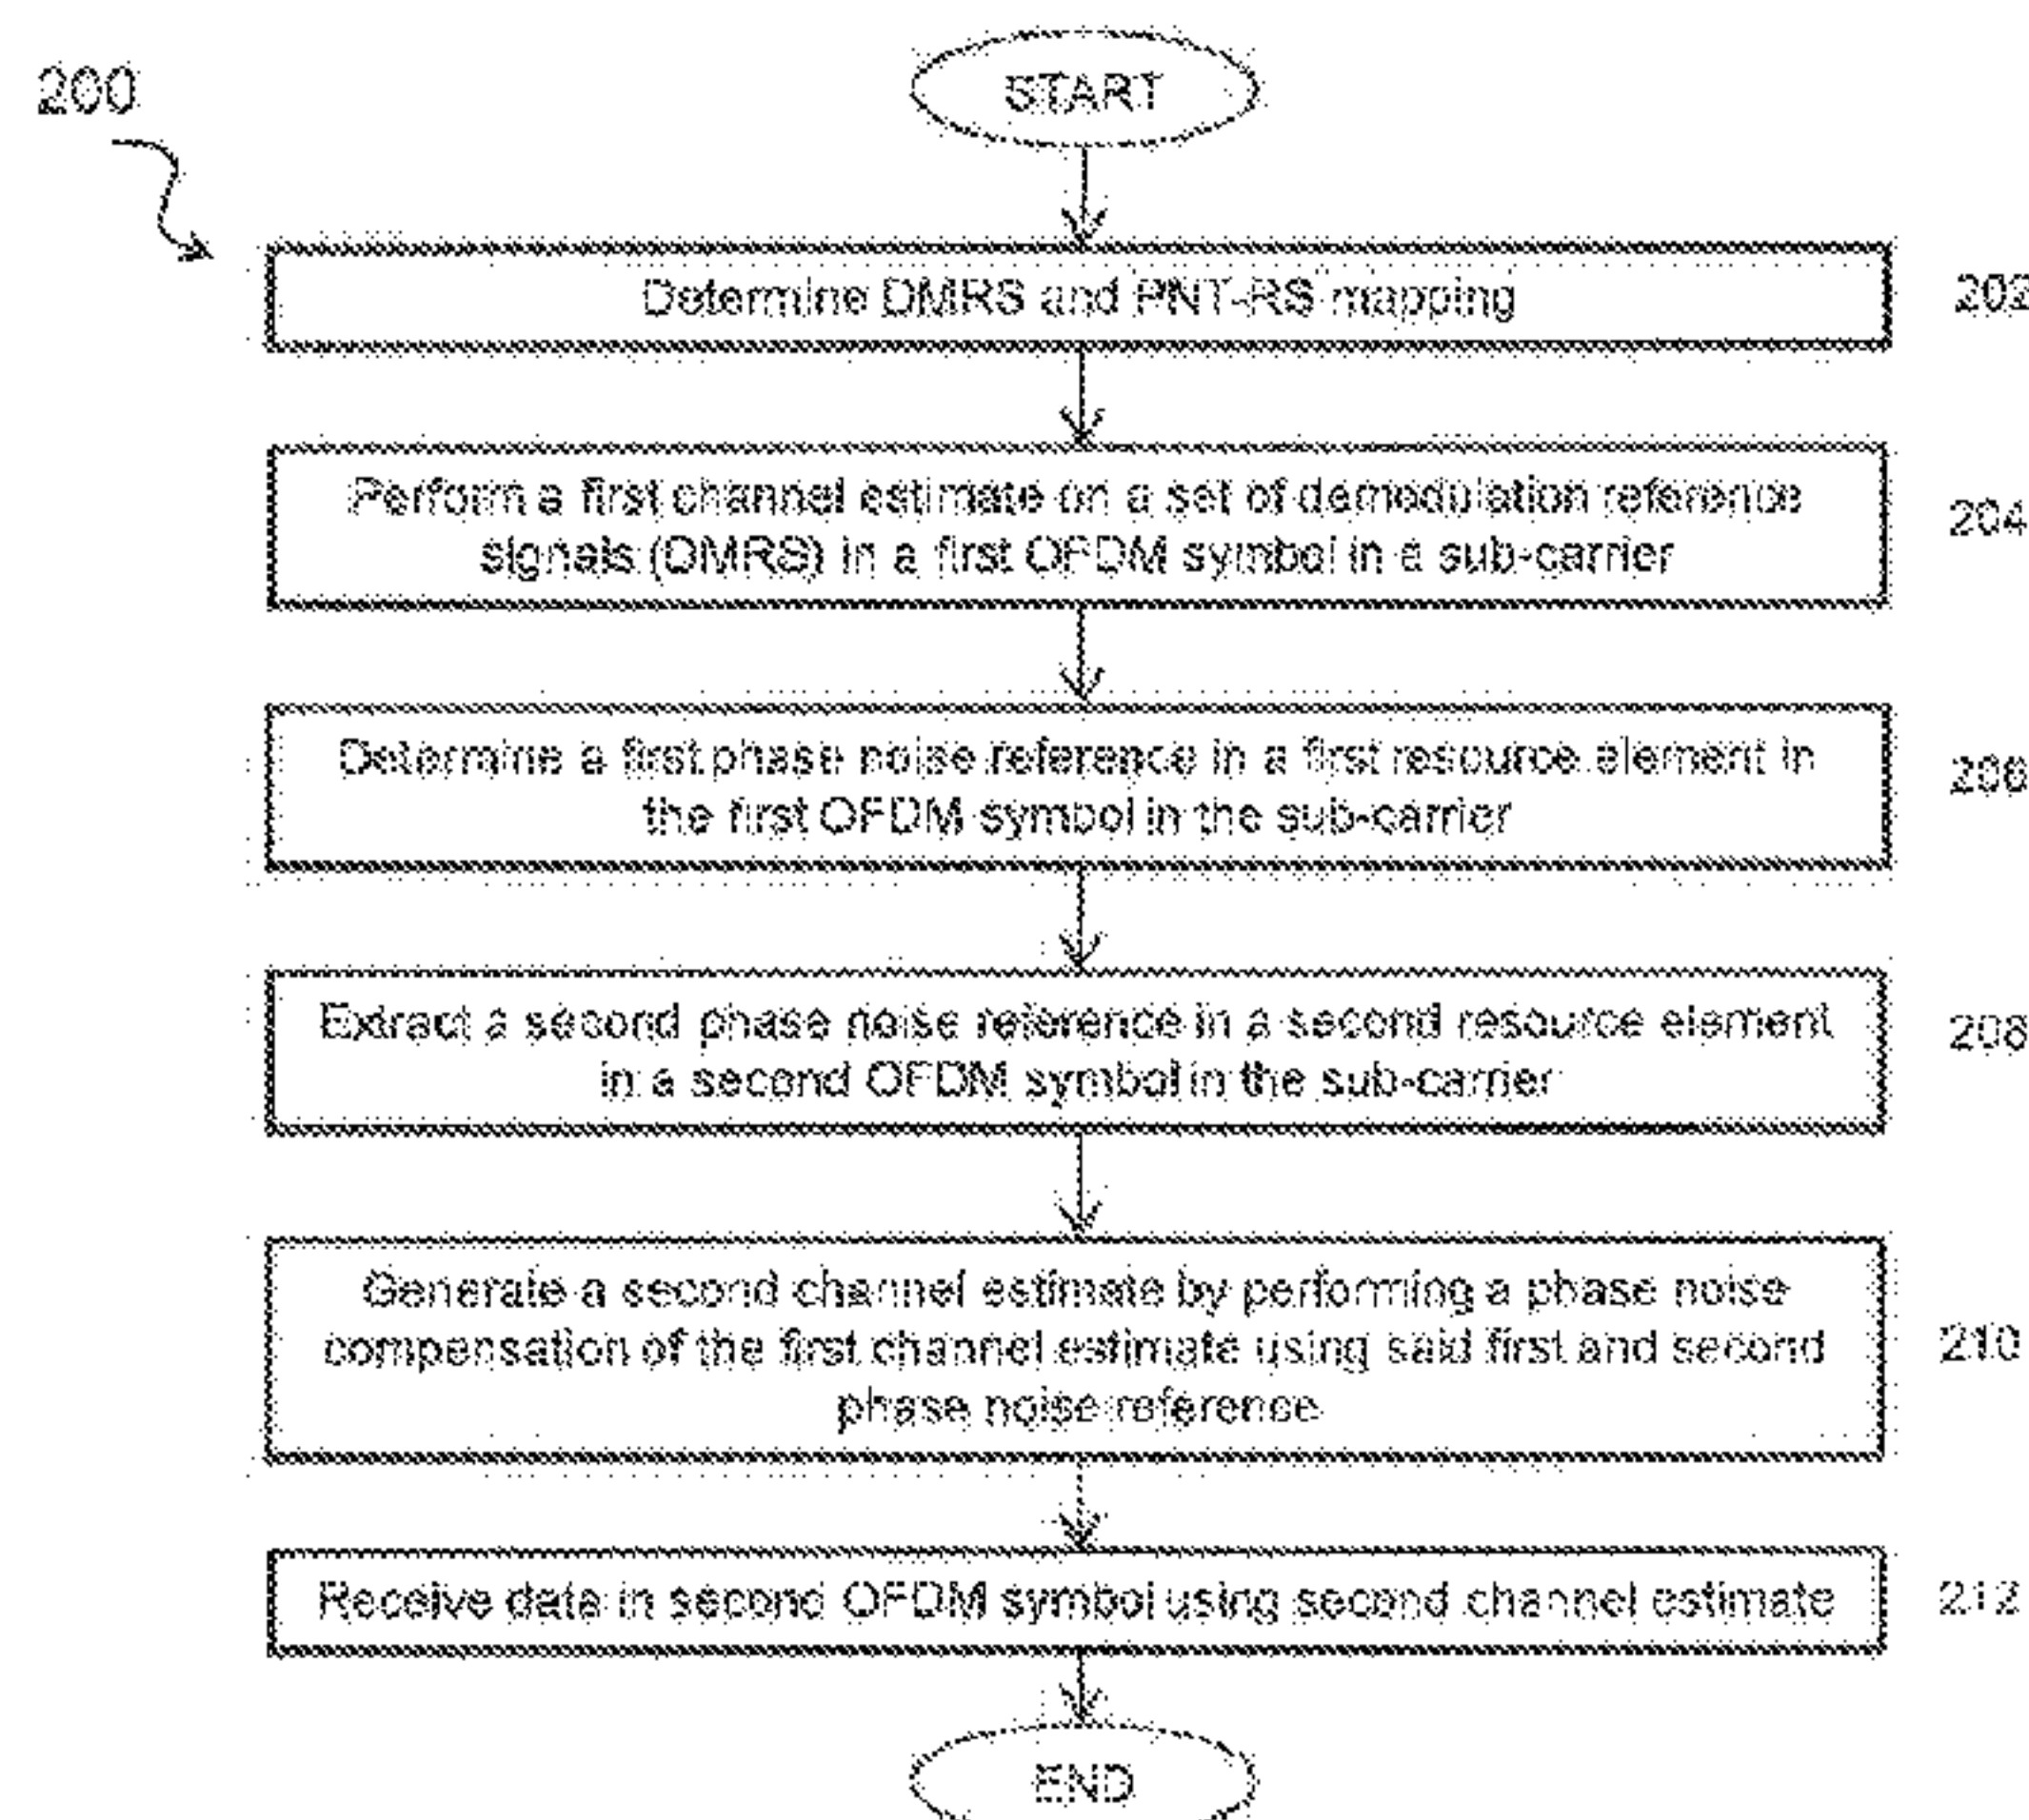 200
START
Determine DMRS and PNT-RS mapping
202
Perform a first channel estimate on a set of demodulation reference
signals (DMRS) in a first OFDM symbol in a sub-carrier
204
Determine a first phase noise reference in a first resource element in
the first OFDM symbol in the sub-carrier
206
Extract a second phase noise reference in a second resource element
in a second OFDM symbol in the sub-carrier
208
Generate a second channel estimate by performing a phase noise
compensation of the first channel estimate using said first and second
phase noise reference
210
Receive data in second OFDM symbol using second channel estimate
212
END